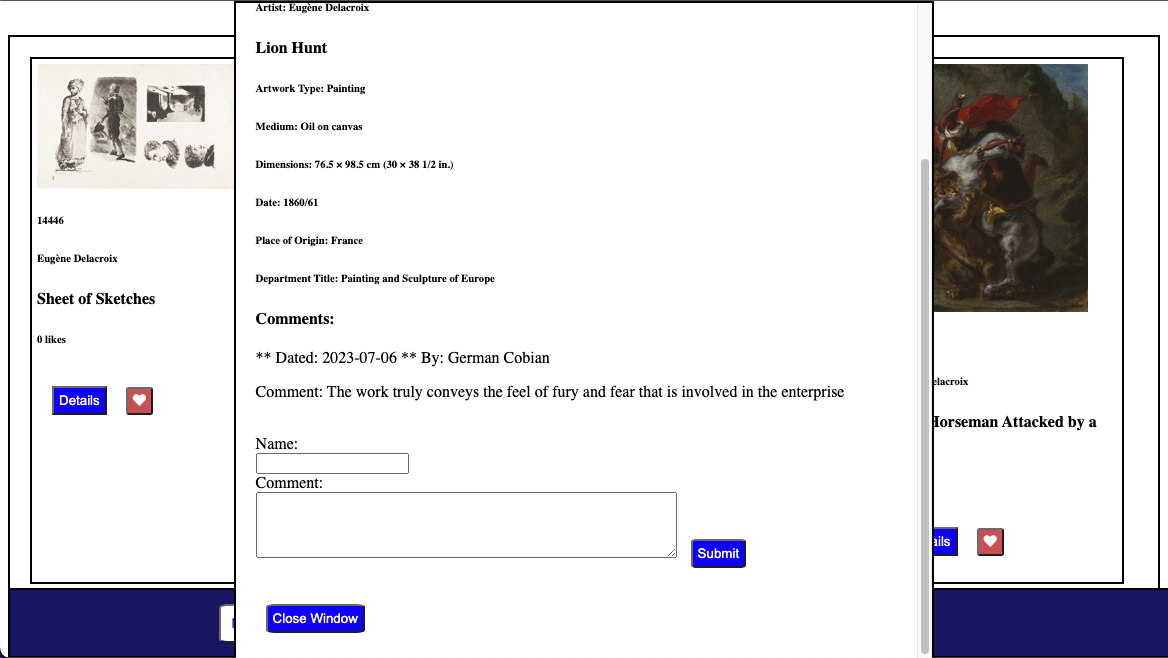 Artist: Eugène Delacroix
Lion Hunt
Artwork Type: Painting
Medium: Oil on canvas
Dimensions: 76.5 × 98.5 cm (30 × 38 1/2 in.)
Date: 1860/61
Place of Origin: France
Department Title: Painting and Sculpture of Europe
Comments:
** Dated: 2023-07-06 ** By: German Cobian
Comment: The work truly conveys the feel of fury and fear that is involved in the enterprise
Name:
Comment:
Submit
Close Window
14446
Eugène Delacroix
Sheet of Sketches
0 likes
Details
elacroix
Horseman Attacked by a
ails